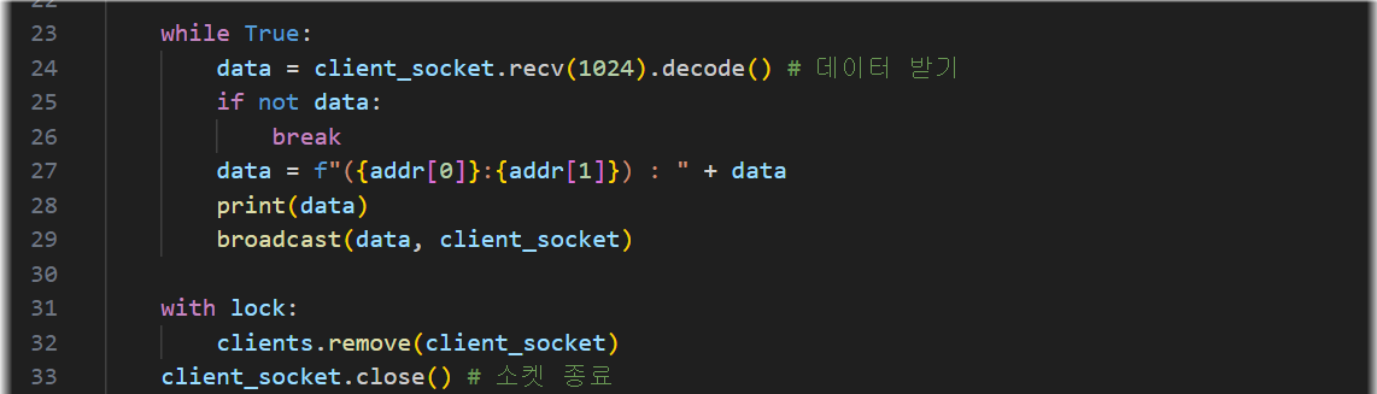 22
23 while True:
24 data = client_socket.recv(1024).decode() # 데이터 받기
25 if not data:
26 break
27 data = f"({addr[0]}:{addr[1]}) : " + data
28 print(data)
29 broadcast(data, client_socket)
30
31 with lock:
32 clients.remove(client_socket)
33 client_socket.close() # 소켓 종료